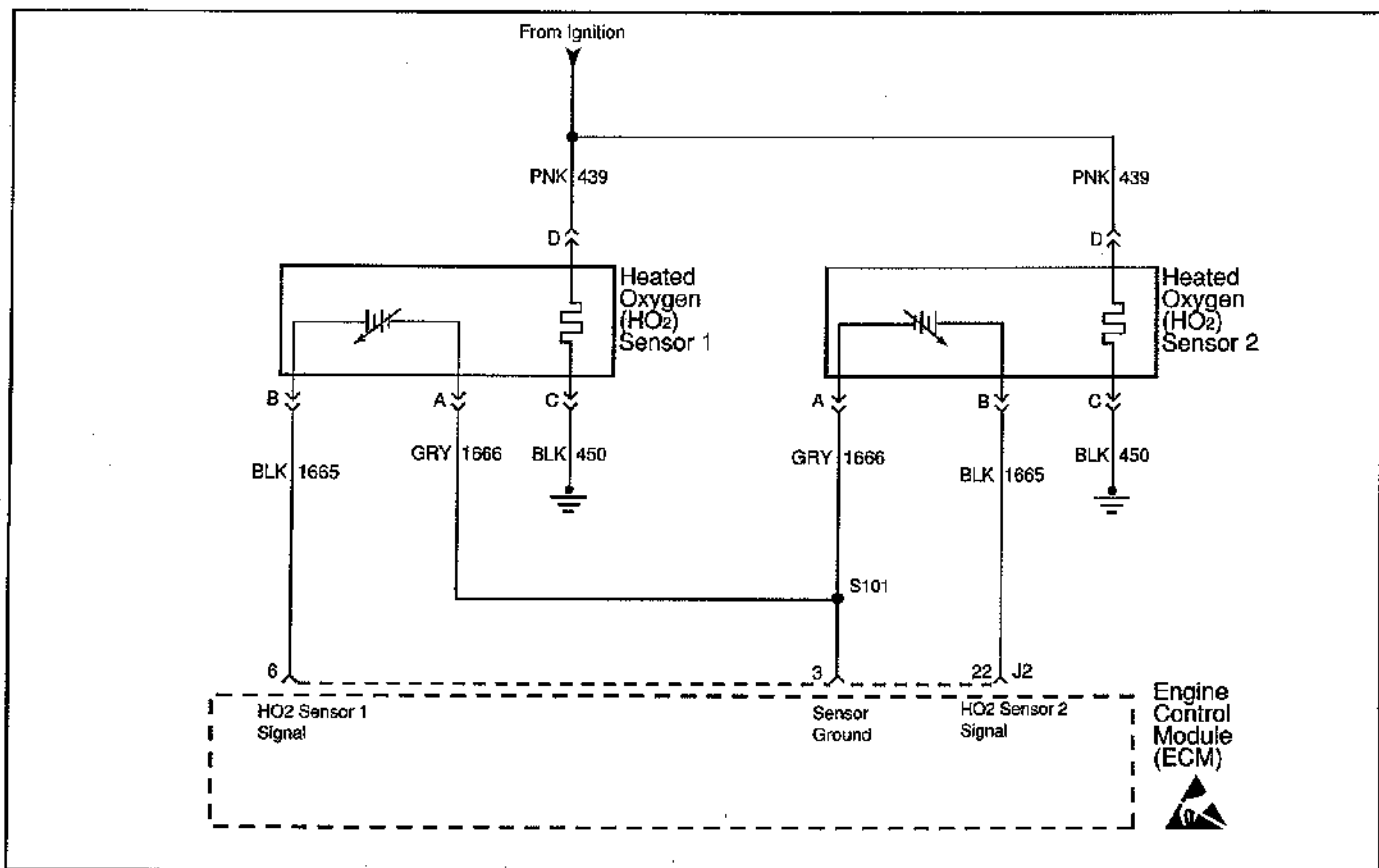 From Ignition
PNK 439
PNK 439
D
D
Heated
Oxygen
(HO2)
Sensor 1
Heated
Oxygen
(HO2)
Sensor 2
B
A
C
A
B
C
BLK 1665
GRY 1666
BLK 450
GRY 1666
BLK 1665
BLK 450
S101
6
3
22
J2
HO2 Sensor 1
Signal
Sensor
Ground
HO2 Sensor 2
Signal
Engine
Control
Module
(ECM)